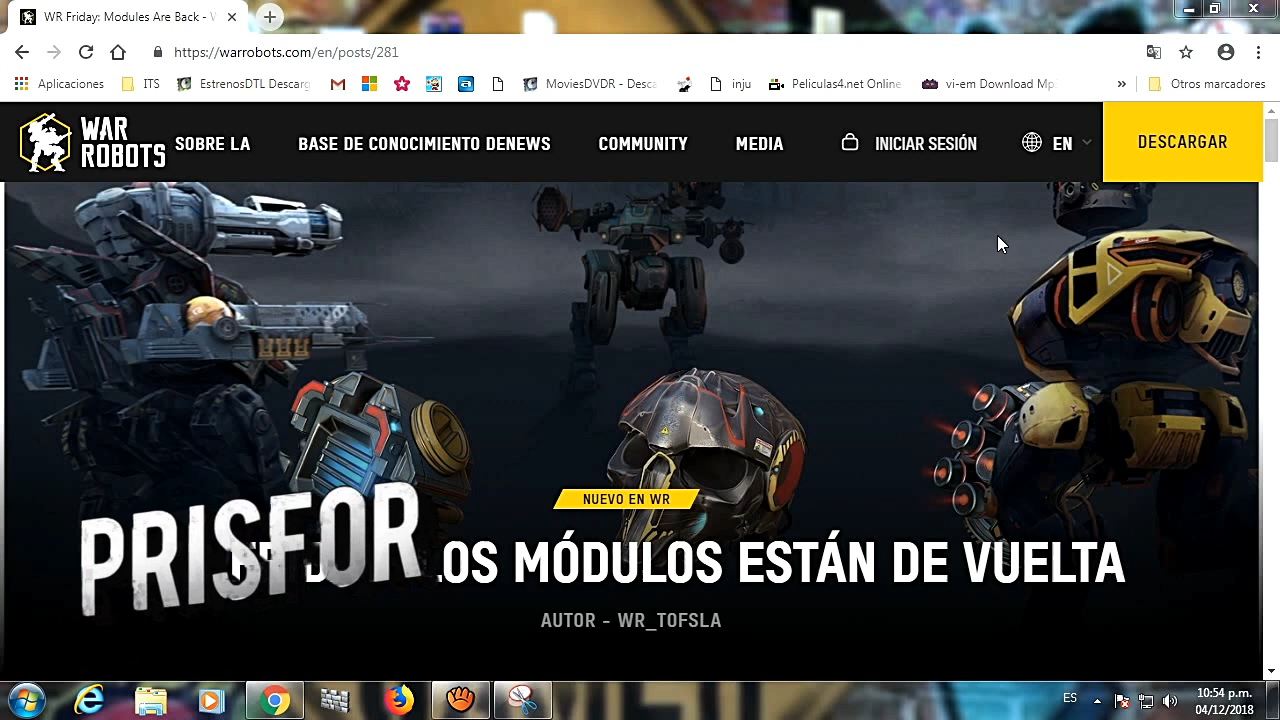 WR Friday: Modules Are Back - W
https://warrobots.com/en/posts/281
Aplicaciones
ITS
EstrenosDTL Descarg
MoviesDVDR - Desca
inju
Peliculas4.net Online
vi-em Download Mp
»
Otros marcadores
WAR
ROBOTS
SOBRE LA
BASE DE CONOCIMIENTO DENEWS
COMMUNITY
MEDIA
INICIAR SESIÓN
EN
DESCARGAR
NUEVO EN WR
PRISFOR
LOS MÓDULOS ESTÁN DE VUELTA
AUTOR - WR_TOFSLA
ES
10:54 p.m.
04/12/2018